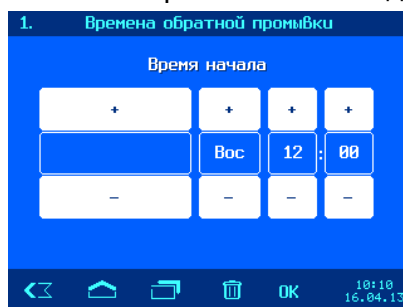 1. Времена обратной промывки
Время начала
+ + + +
Вос 12 : 00
– – – –
OK 10:10
16.04.13